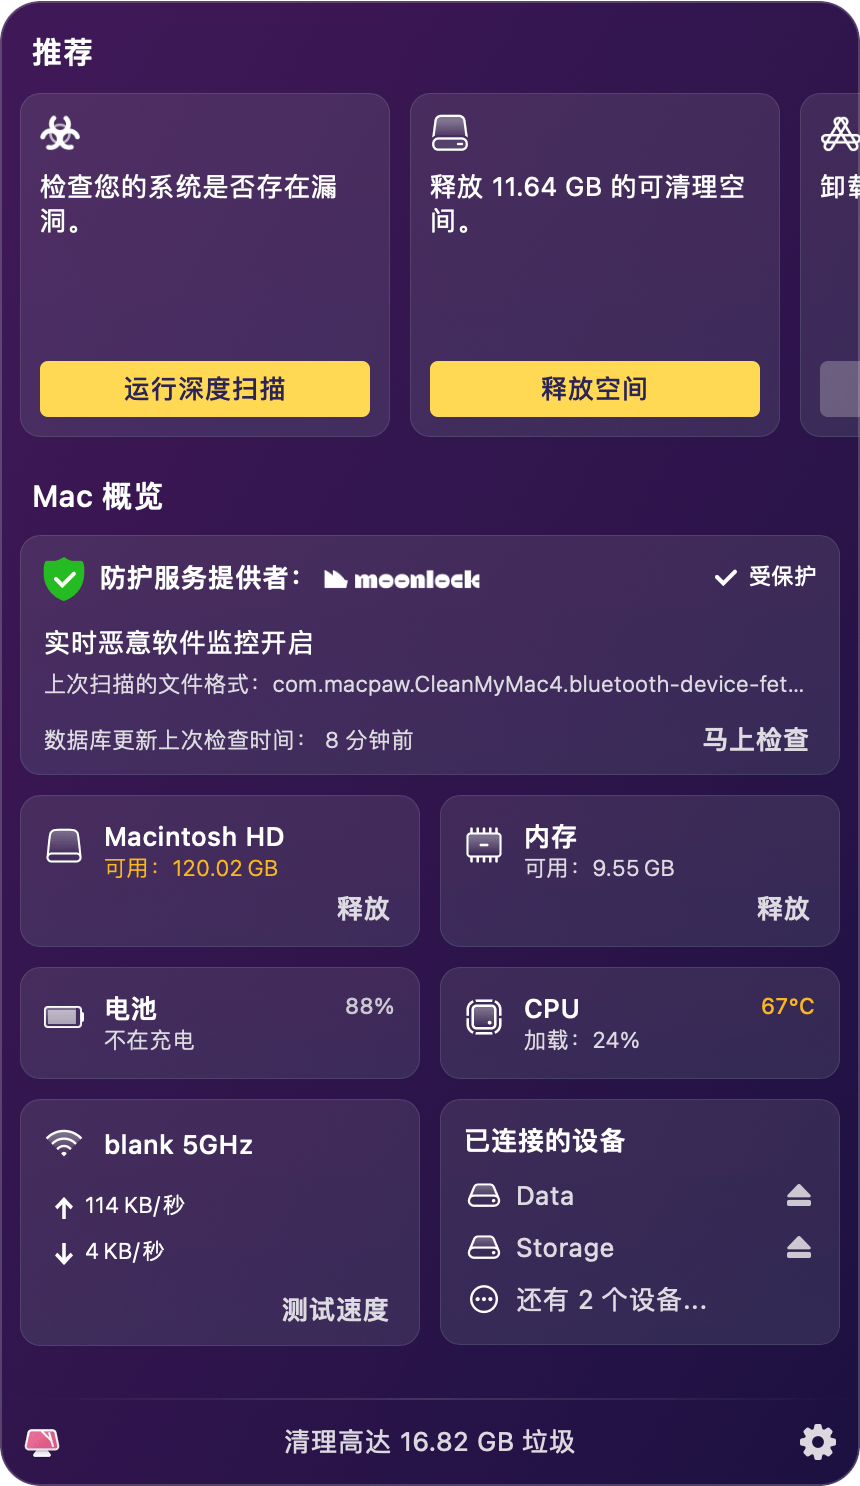 推荐
检查您的系统是否存在漏
洞。
运行深度扫描
释放 11.64 GB 的可清理空
间。
释放空间
卸载
Mac 概览
防护服务提供者： moonlock
受保护
实时恶意软件监控开启
上次扫描的文件格式：com.macpaw.CleanMyMac4.bluetooth-device-fet...
数据库更新上次检查时间： 8 分钟前
马上检查
Macintosh HD
可用：120.02 GB
释放
内存
可用：9.55 GB
释放
电池
88%
不在充电
CPU
67°C
加载：24%
blank 5GHz
114 KB/秒
4 KB/秒
测试速度
已连接的设备
Data
Storage
还有 2 个设备...
清理高达 16.82 GB 垃圾